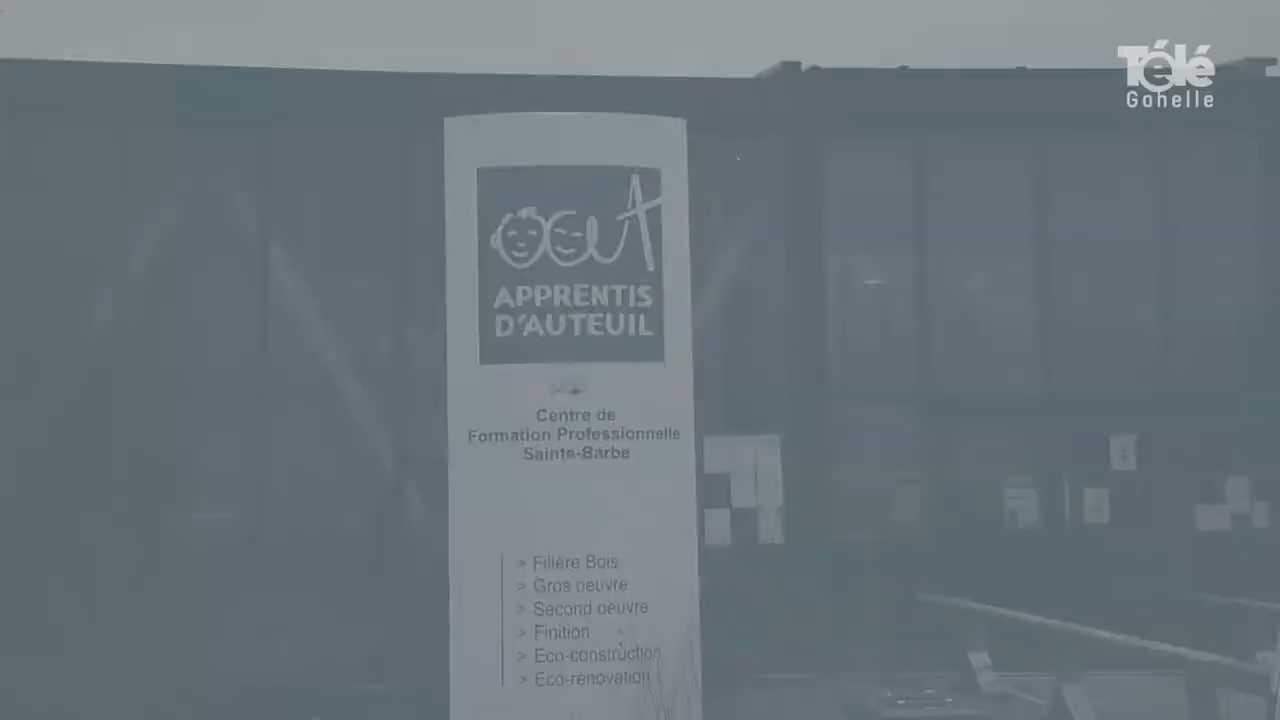 Télé
Gohelle
APPRENTIS
D'AUTEUIL
Centre de
Formation Professionnelle
Sainte-Barbe
> Filière Bois
> Gros oeuvre
> Second oeuvre
> Finition
> Eco-construction
> Eco-rénovation